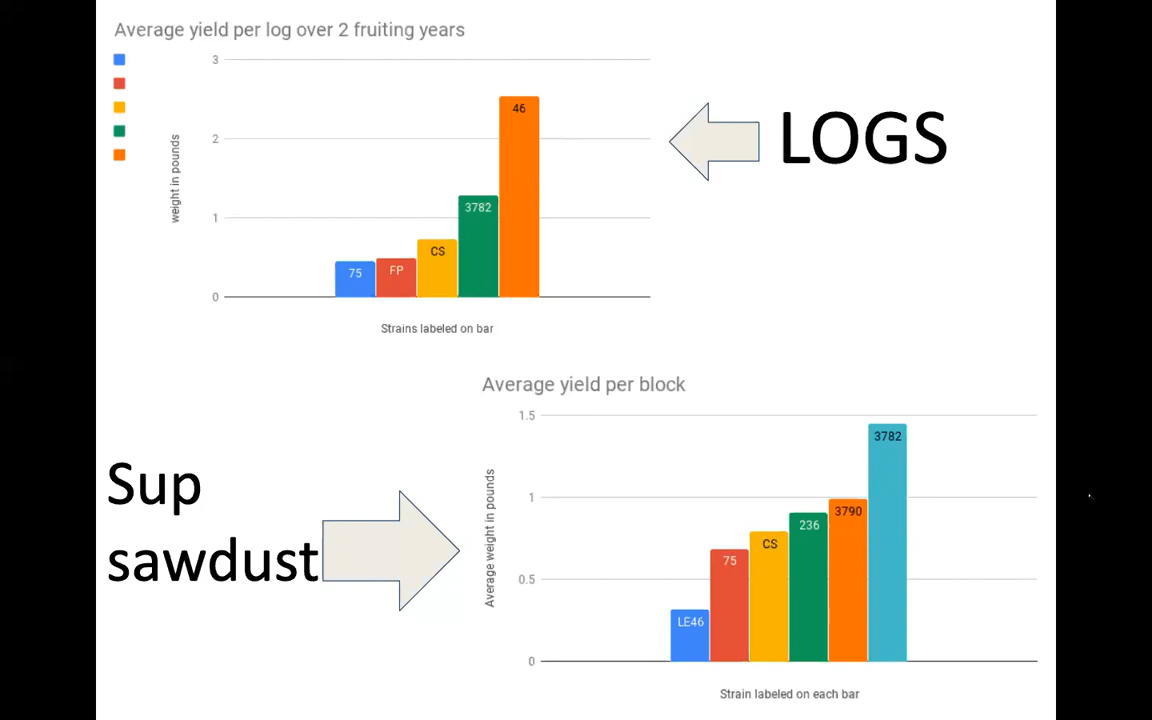 Average yield per log over 2 fruiting years
3
2
1
0
weight in pounds
75
FP
CS
3782
46
Strains labeled on bar
LOGS
Average yield per block
1.5
1
0.5
0
Average weight in pounds
LE46
75
CS
236
3790
3782
Strain labeled on each bar
Sup
sawdust